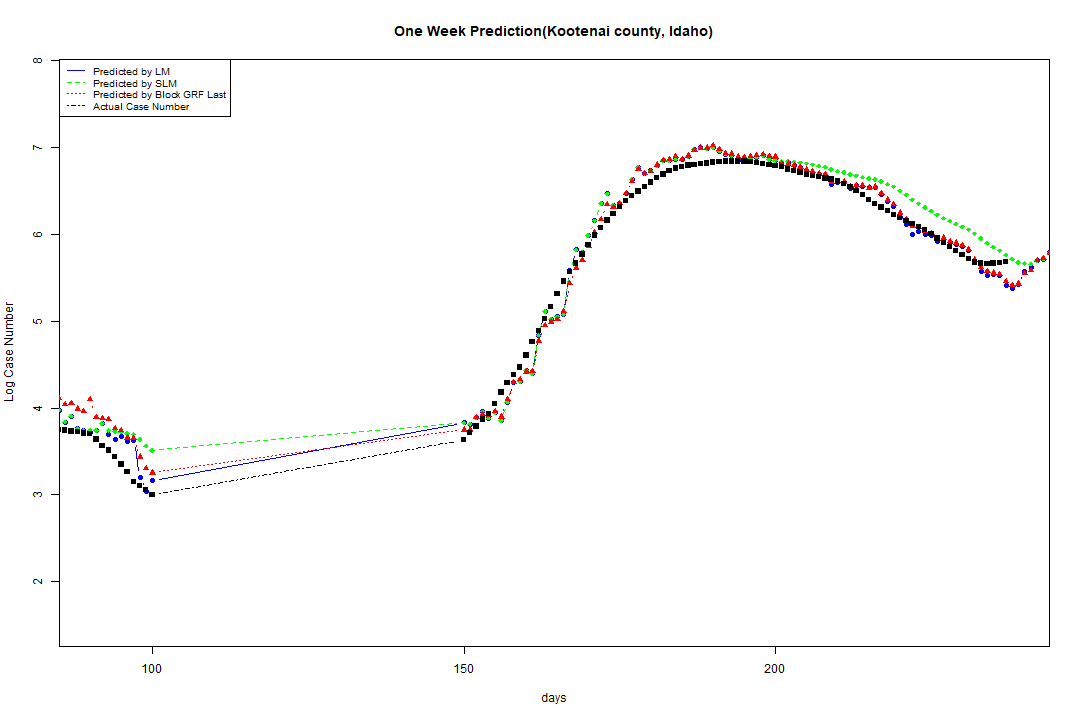 One Week Prediction(Kootenai county, Idaho)
Predicted by LM
Predicted by SLM
Predicted by Block GRF Last
Actual Case Number
8
7
6
5
4
3
2
Log Case Number
100
150
200
days